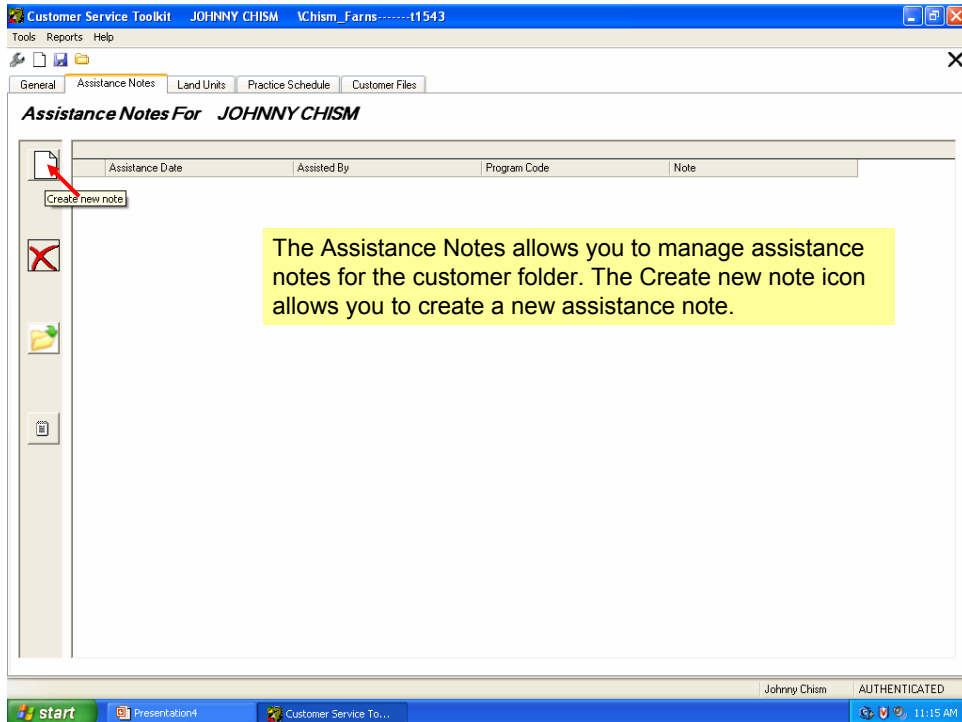 Customer Service Toolkit JOHNNY CHISM \Chism_Farns-------t1543
Tools Reports Help
General Assistance Notes Land Units Practice Schedule Customer Files
Assistance Notes For JOHNNY CHISM
Assistance Date Assisted By Program Code Note
Create new note
The Assistance Notes allows you to manage assistance
notes for the customer folder. The Create new note icon
allows you to create a new assistance note.
Johnny Chism AUTHENTICATED
start Presentation4 Customer Service To... 11:15 AM